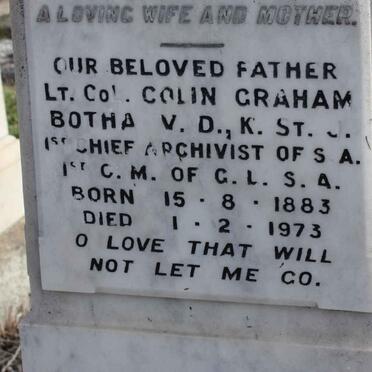 A LOVING WIFE AND MOTHER.
OUR BELOVED FATHER
LT. COL. COLIN GRAHAM
BOTHA V. D., K. ST. J.
1ST CHIEF ARCHIVIST OF S A.
1ST G. M. OF G. L. S. A.
BORN 15 - 8 - 1883
DIED 1 - 2 - 1973
O LOVE THAT WILL
NOT LET ME GO.